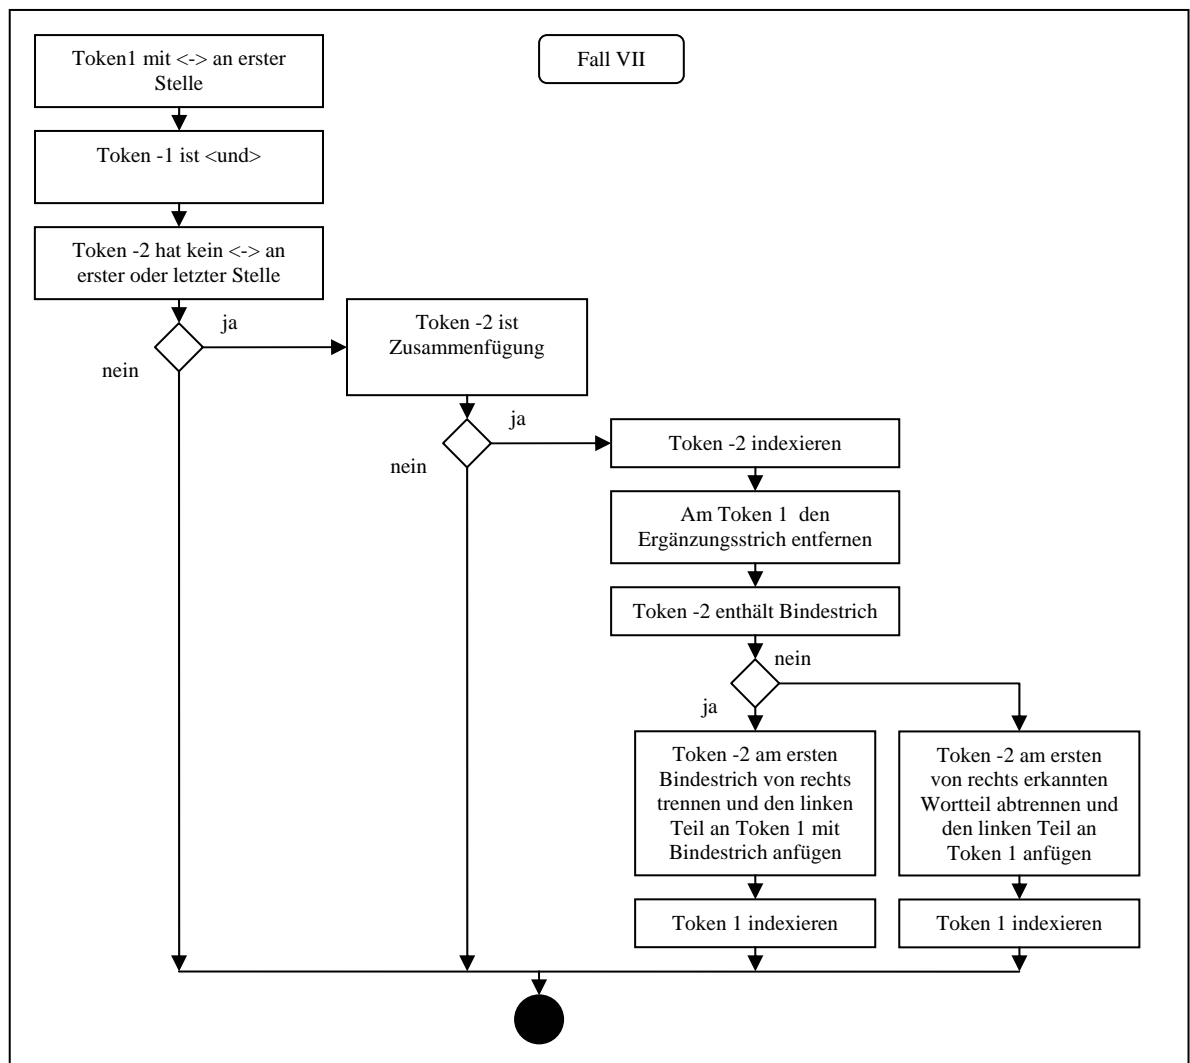 Token1 mit <-> an erster
Stelle
Fall VII
Token -1 ist <und>
Token -2 hat kein <-> an
erster oder letzter Stelle
ja
nein
Token -2 ist
Zusammenfügung
ja
nein
Token -2 indexieren
Am Token 1  den
Ergänzungsstrich entfernen
Token -2 enthält Bindestrich
nein
ja
Token -2 am ersten
Bindestrich von rechts
trennen und den linken
Teil an Token 1 mit
Bindestrich anfügen
Token -2 am ersten
von rechts erkannten
Wortteil abtrennen und
den linken Teil an
Token 1 anfügen
Token 1 indexieren
Token 1 indexieren